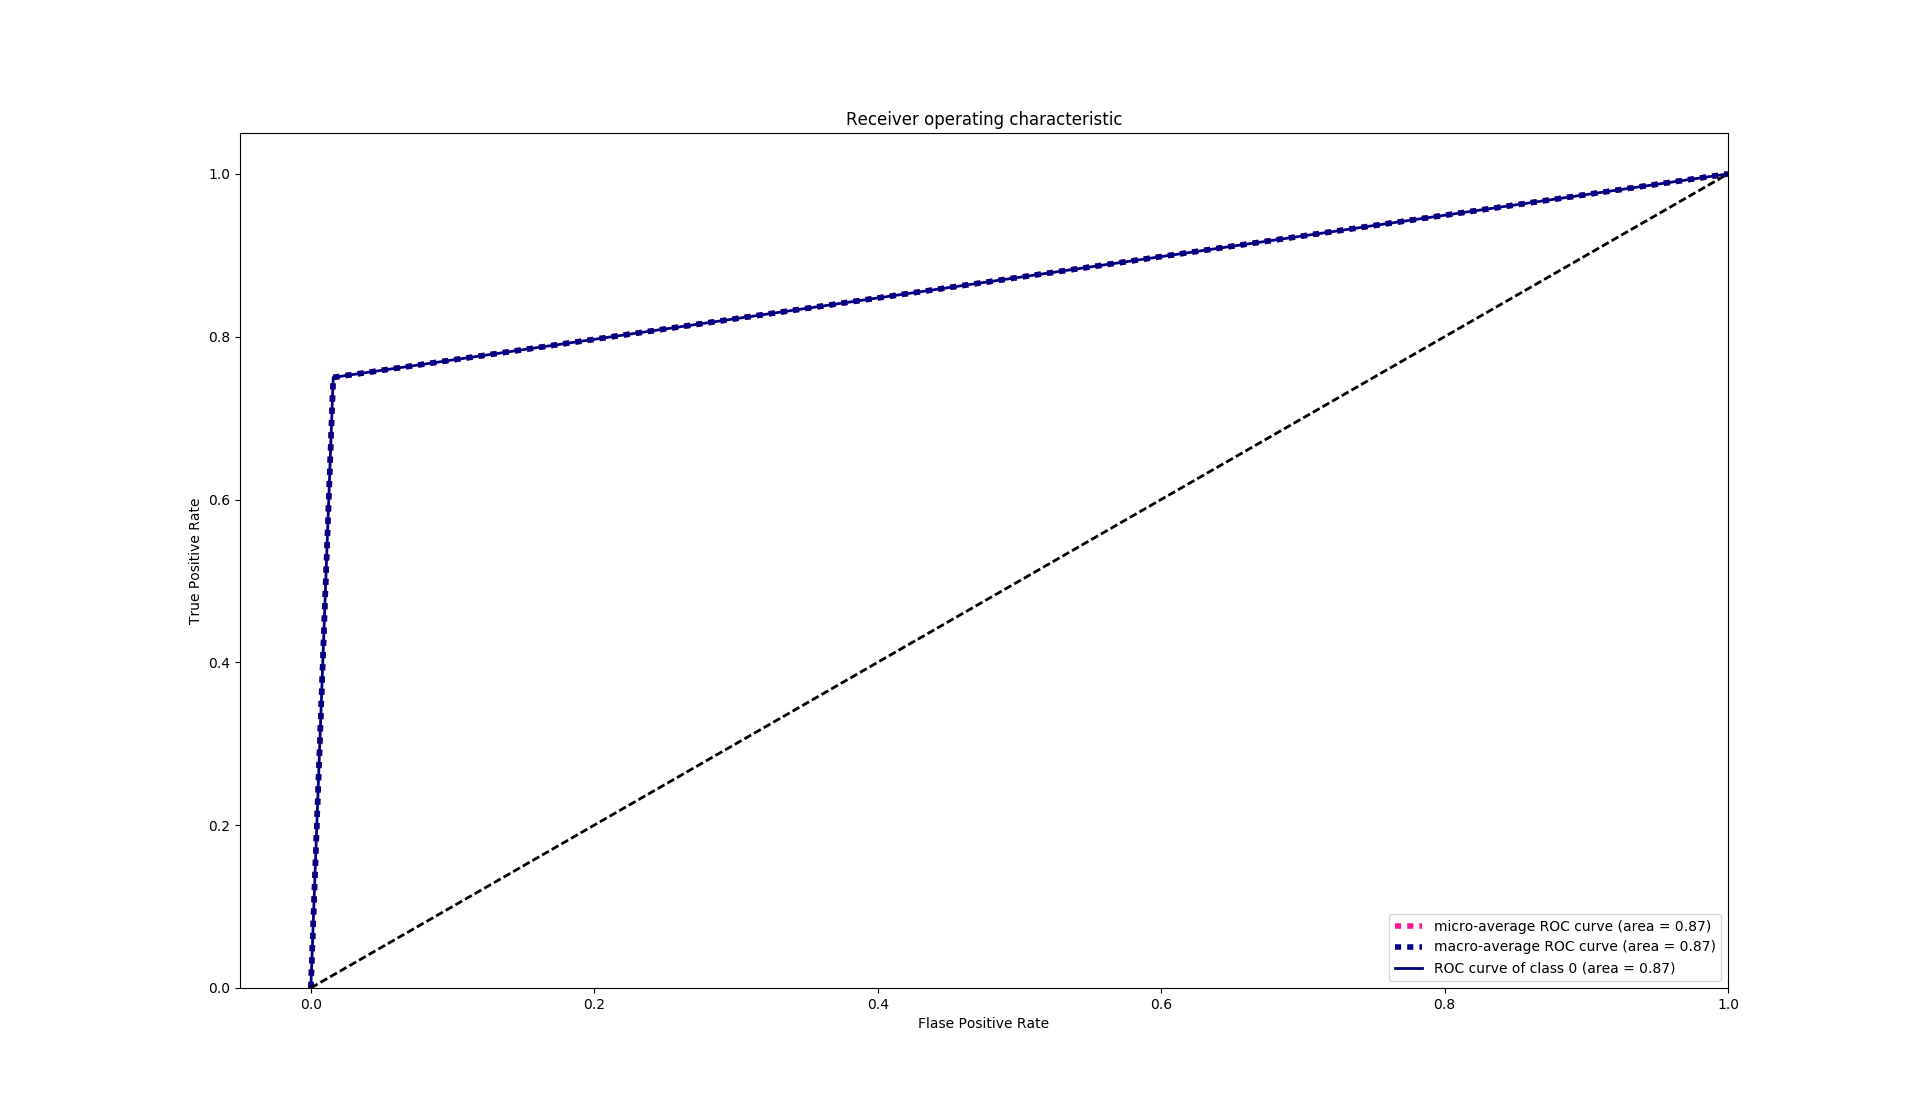 Receiver operating characteristic
1.0
0.8
0.6
0.4
0.2
0.0
True Positive Rate
0.0 0.2 0.4 0.6 0.8 1.0
Flase Positive Rate
micro-average ROC curve (area = 0.87)
macro-average ROC curve (area = 0.87)
ROC curve of class 0 (area = 0.87)